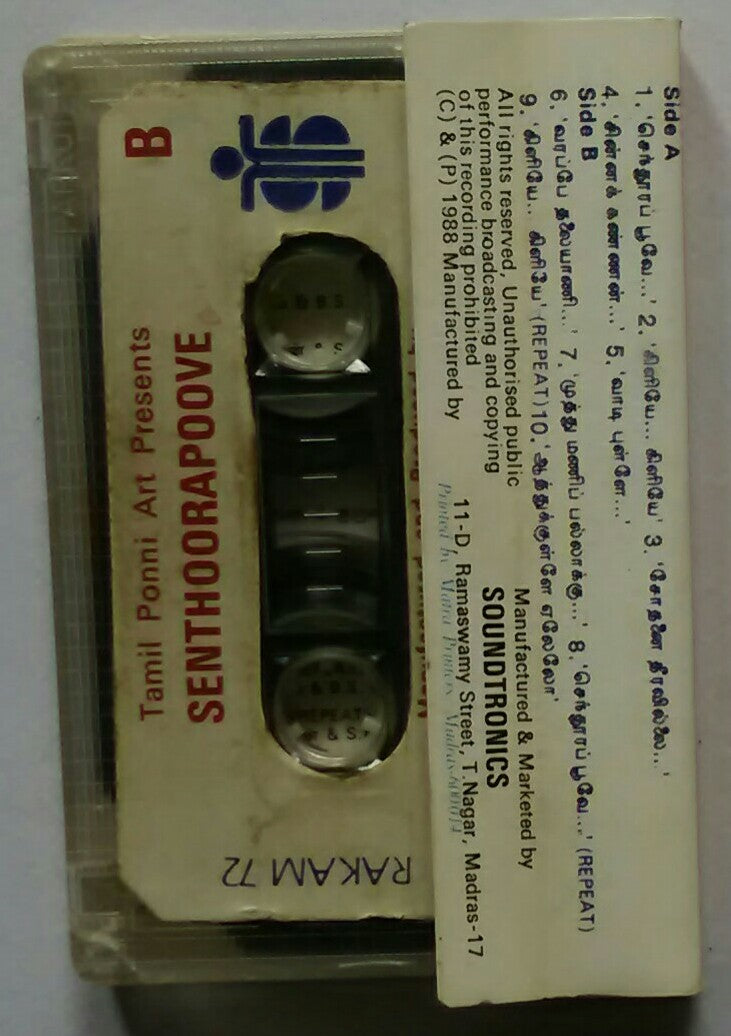 Side A
1. 'செந்தூரப் பூவே...' 2. 'கிளியே... கிளியே' 3. 'சோதனை தீரவில்லை...'
4. 'சின்னக் கண்ணன்...' 5. 'வாடி புள்ளே...'
Side B
6. 'வரப்பே தலையாணி...' 7. 'முத்து மணிப் பல்லாக்கு...' 8. 'செந்தூரப் பூவே...' (REPEAT)
9. 'கிளியே.. கிளியே' (REPEAT) 10. 'ஆத்துக்குள்ளே ஏலேலோ'
All rights reserved, Unauthorised public
performance broadcasting and copying
of this recording prohibited
(C) & (P) 1988 Manufactured by
Manufactured & Marketed by
SOUNDTRONICS
11-D, Ramaswamy Street, T.Nagar, Madras-17
B
Tamil Ponni Art Presents
SENTHOORAPOOVE
RAKAM 72